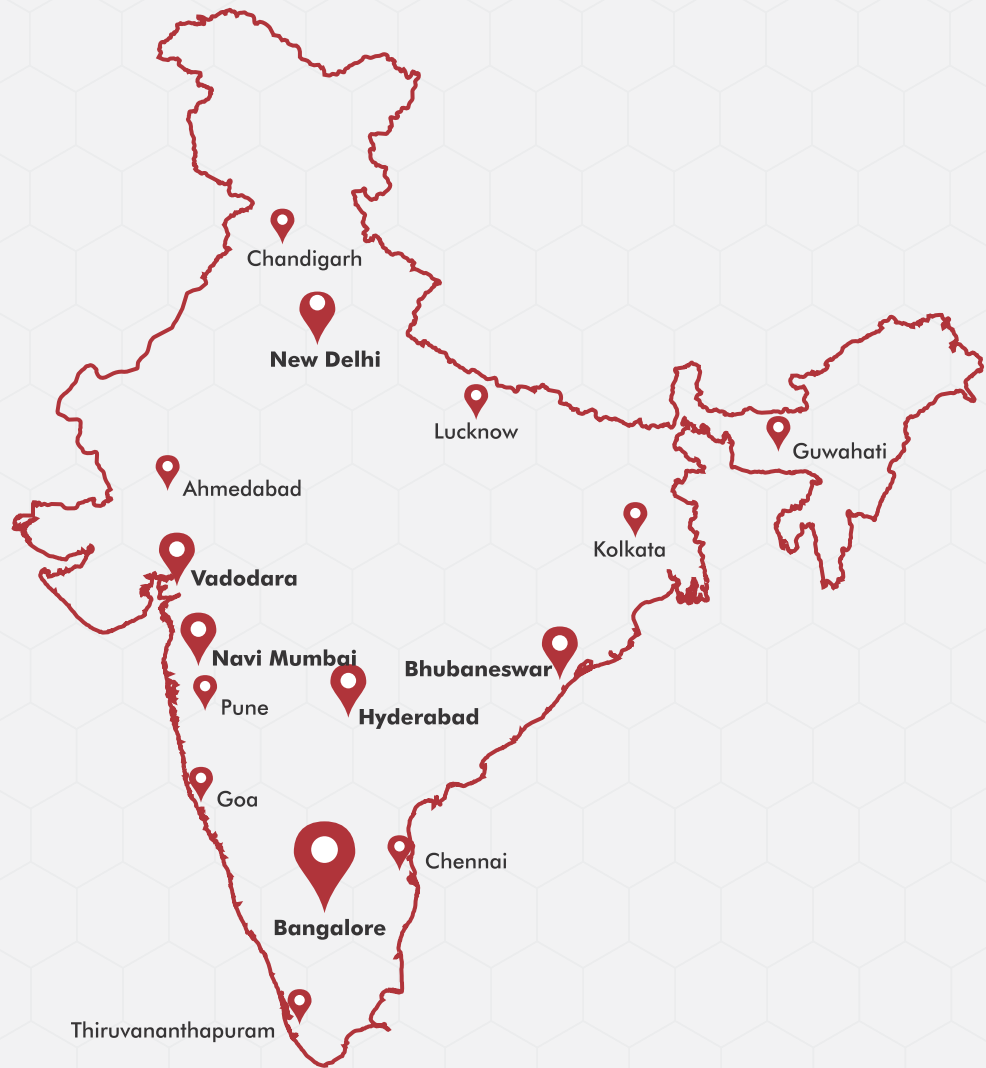 Chandigarh
New Delhi
Lucknow
Guwahati
Ahmedabad
Kolkata
Vadodara
Navi Mumbai
Bhubaneswar
Pune
Hyderabad
Goa
Chennai
Bangalore
Thiruvananthapuram